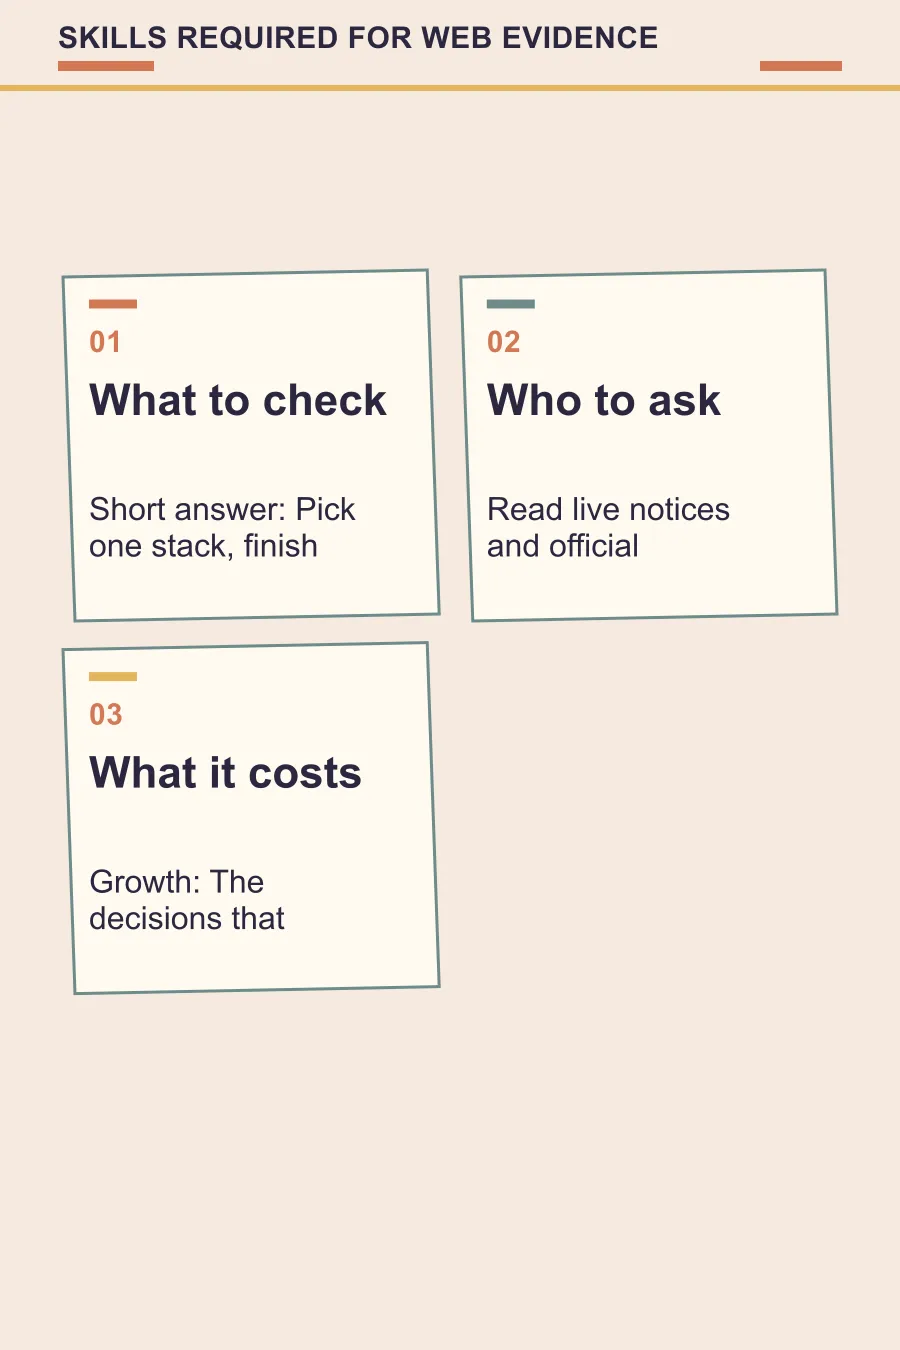 SKILLS REQUIRED FOR WEB EVIDENCE
01
What to check
Short answer: Pick
one stack, finish
02
Who to ask
Read live notices
and official
03
What it costs
Growth: The
decisions that